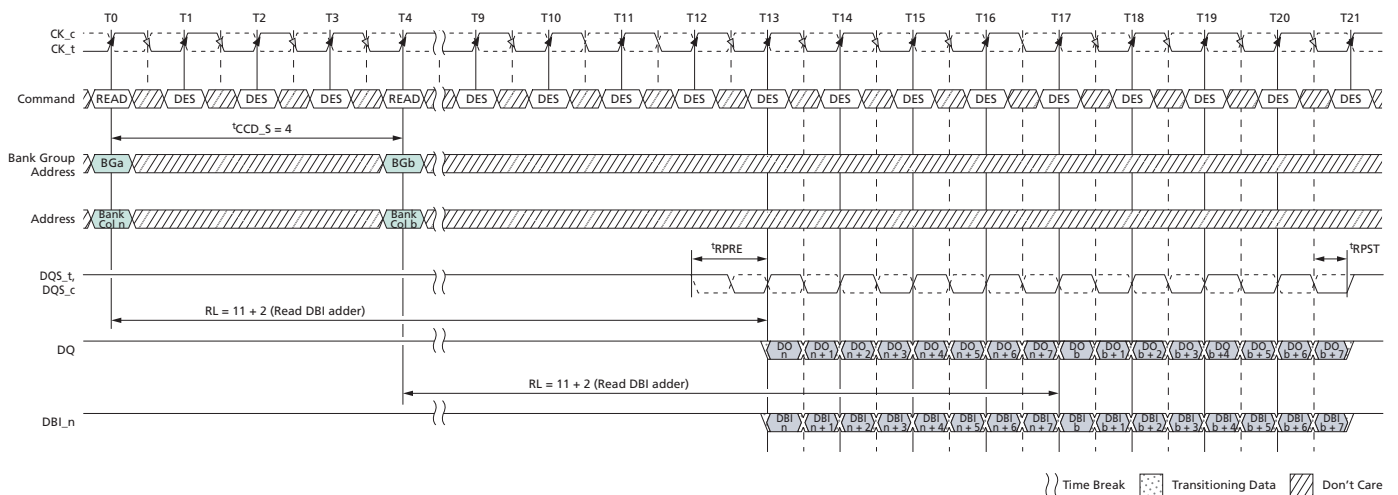 T0 T1 T2 T3 T4 T9 T10 T11 T12 T13 T14 T15 T16 T17 T18 T19 T20 T21
CK_c
CK_t
Command READ DES DES DES READ DES DES DES DES DES DES DES DES DES DES DES DES DES
tCCD_S = 4
Bank Group
Address
BGa BGb
Address
Bank
Col n
Bank
Col b
tRPRE tRPST
DQS_t,
DQS_c
RL = 11 + 2 (Read DBI adder)
DQ
DO
n
DO
n + 1
DO
n + 2
DO
n + 3
DO
n + 4
DO
n + 5
DO
n + 6
DO
n + 7
DO
b
DO
b + 1
DO
b + 2
DO
b + 3
DO
b +4
DO
b + 5
DO
b + 6
DO
b + 7
RL = 11 + 2 (Read DBI adder)
DBI_n
DBI
n
DBI
n + 1
DBI
n + 2
DBI
n + 3
DBI
n + 4
DBI
n + 5
DBI
n + 6
DBI
n + 7
DBI
b
DBI
b + 1
DBI
b + 2
DBI
b + 3
DBI
b + 4
DBI
b + 5
DBI
b + 6
DBI
b + 7
Time Break Transitioning Data Don't Care